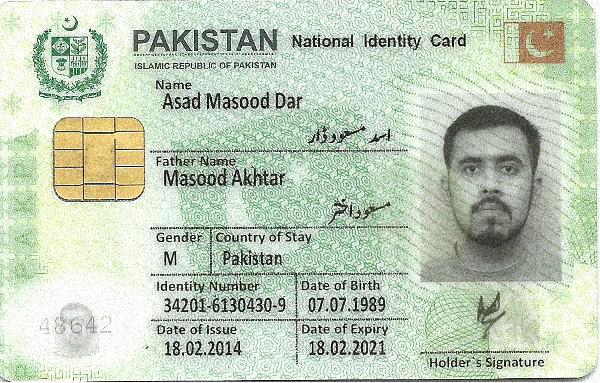 PAKISTAN National Identity Card
ISLAMIC REPUBLIC OF PAKISTAN
Name
Asad Masood Dar
اسد مسعود ڈار
Father Name
Masood Akhtar
مسعود اختر
Gender Country of Stay
M Pakistan
Identity Number Date of Birth
34201-6130430-9 07.07.1989
Date of Issue Date of Expiry
18.02.2014 18.02.2021
48642
Holder's Signature